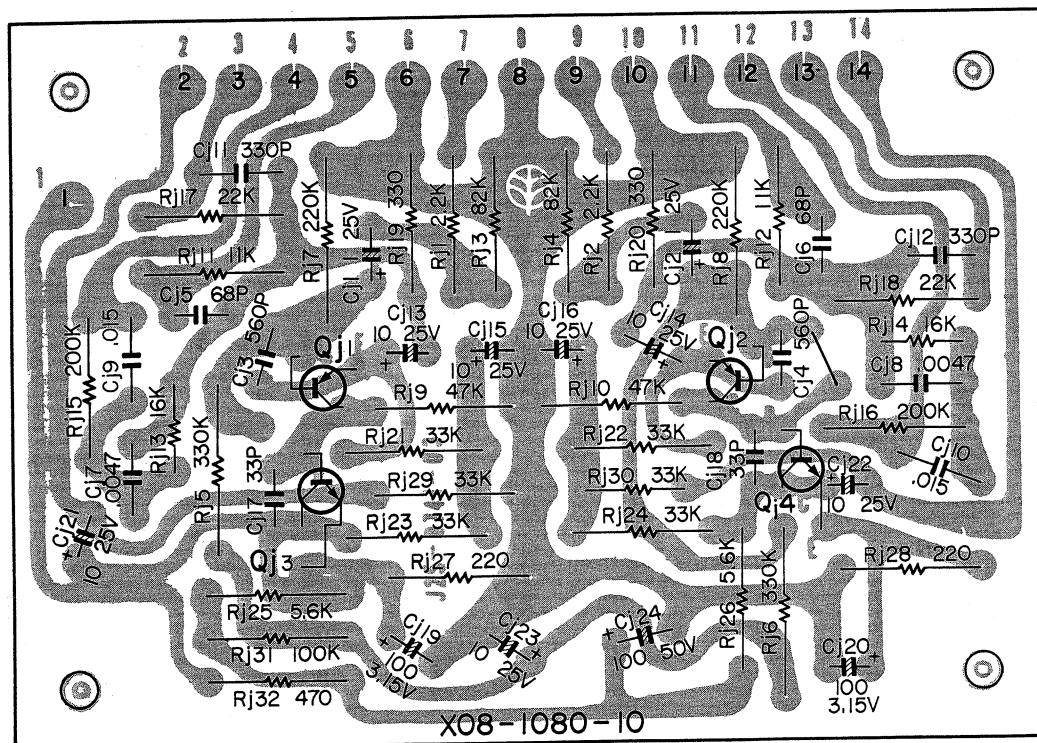 2 3 4 5 6 7 8 9 10 11 12 13 14
2 3 4 5 6 7 8 9 10 11 12 13 14
1
1
Cj11 330P
Rj17 22K
Rj11 11K
Cj5 68P
Cj3 560P
Rj7 220K
Cj1 1 25V
Rj19 330
Rj1 2.2K
Rj3 82K
Rj4 82K
Rj2 2.2K
Rj20 330
Cj2 1 25V
Rj8 220K
Rj12 11K
Cj6 68P
Cj12 330P
Rj18 22K
Rj14 16K
Cj8 .0047
Rj16 200K
Cj10 .015
Rj15 200K
Cj9 .015
Rj13 16K
Cj7 .0047
Rj5 330K
Cj17 33P
Cj21 10 25V
Qj1
Cj13
10 25V
Cj15
10 25V
Cj16
10 25V
Cj14
10 25V
Qj2
Cj4 560P
Rj9 47K
Rj10 47K
Rj21 33K
Rj22 33K
Rj29 33K
Rj30 33K
Rj23 33K
Rj24 33K
Cj18 33P
Cj22
10 25V
Qj3
Qj4
Rj27 220
Rj28 220
Rj25 5.6K
Rj31 100K
Rj32 470
Cj19
100
3.15V
Cj23
10 25V
Cj24
100 50V
Rj26 5.6K
Rj6 330K
Cj20
100
3.15V
X08-1080-10